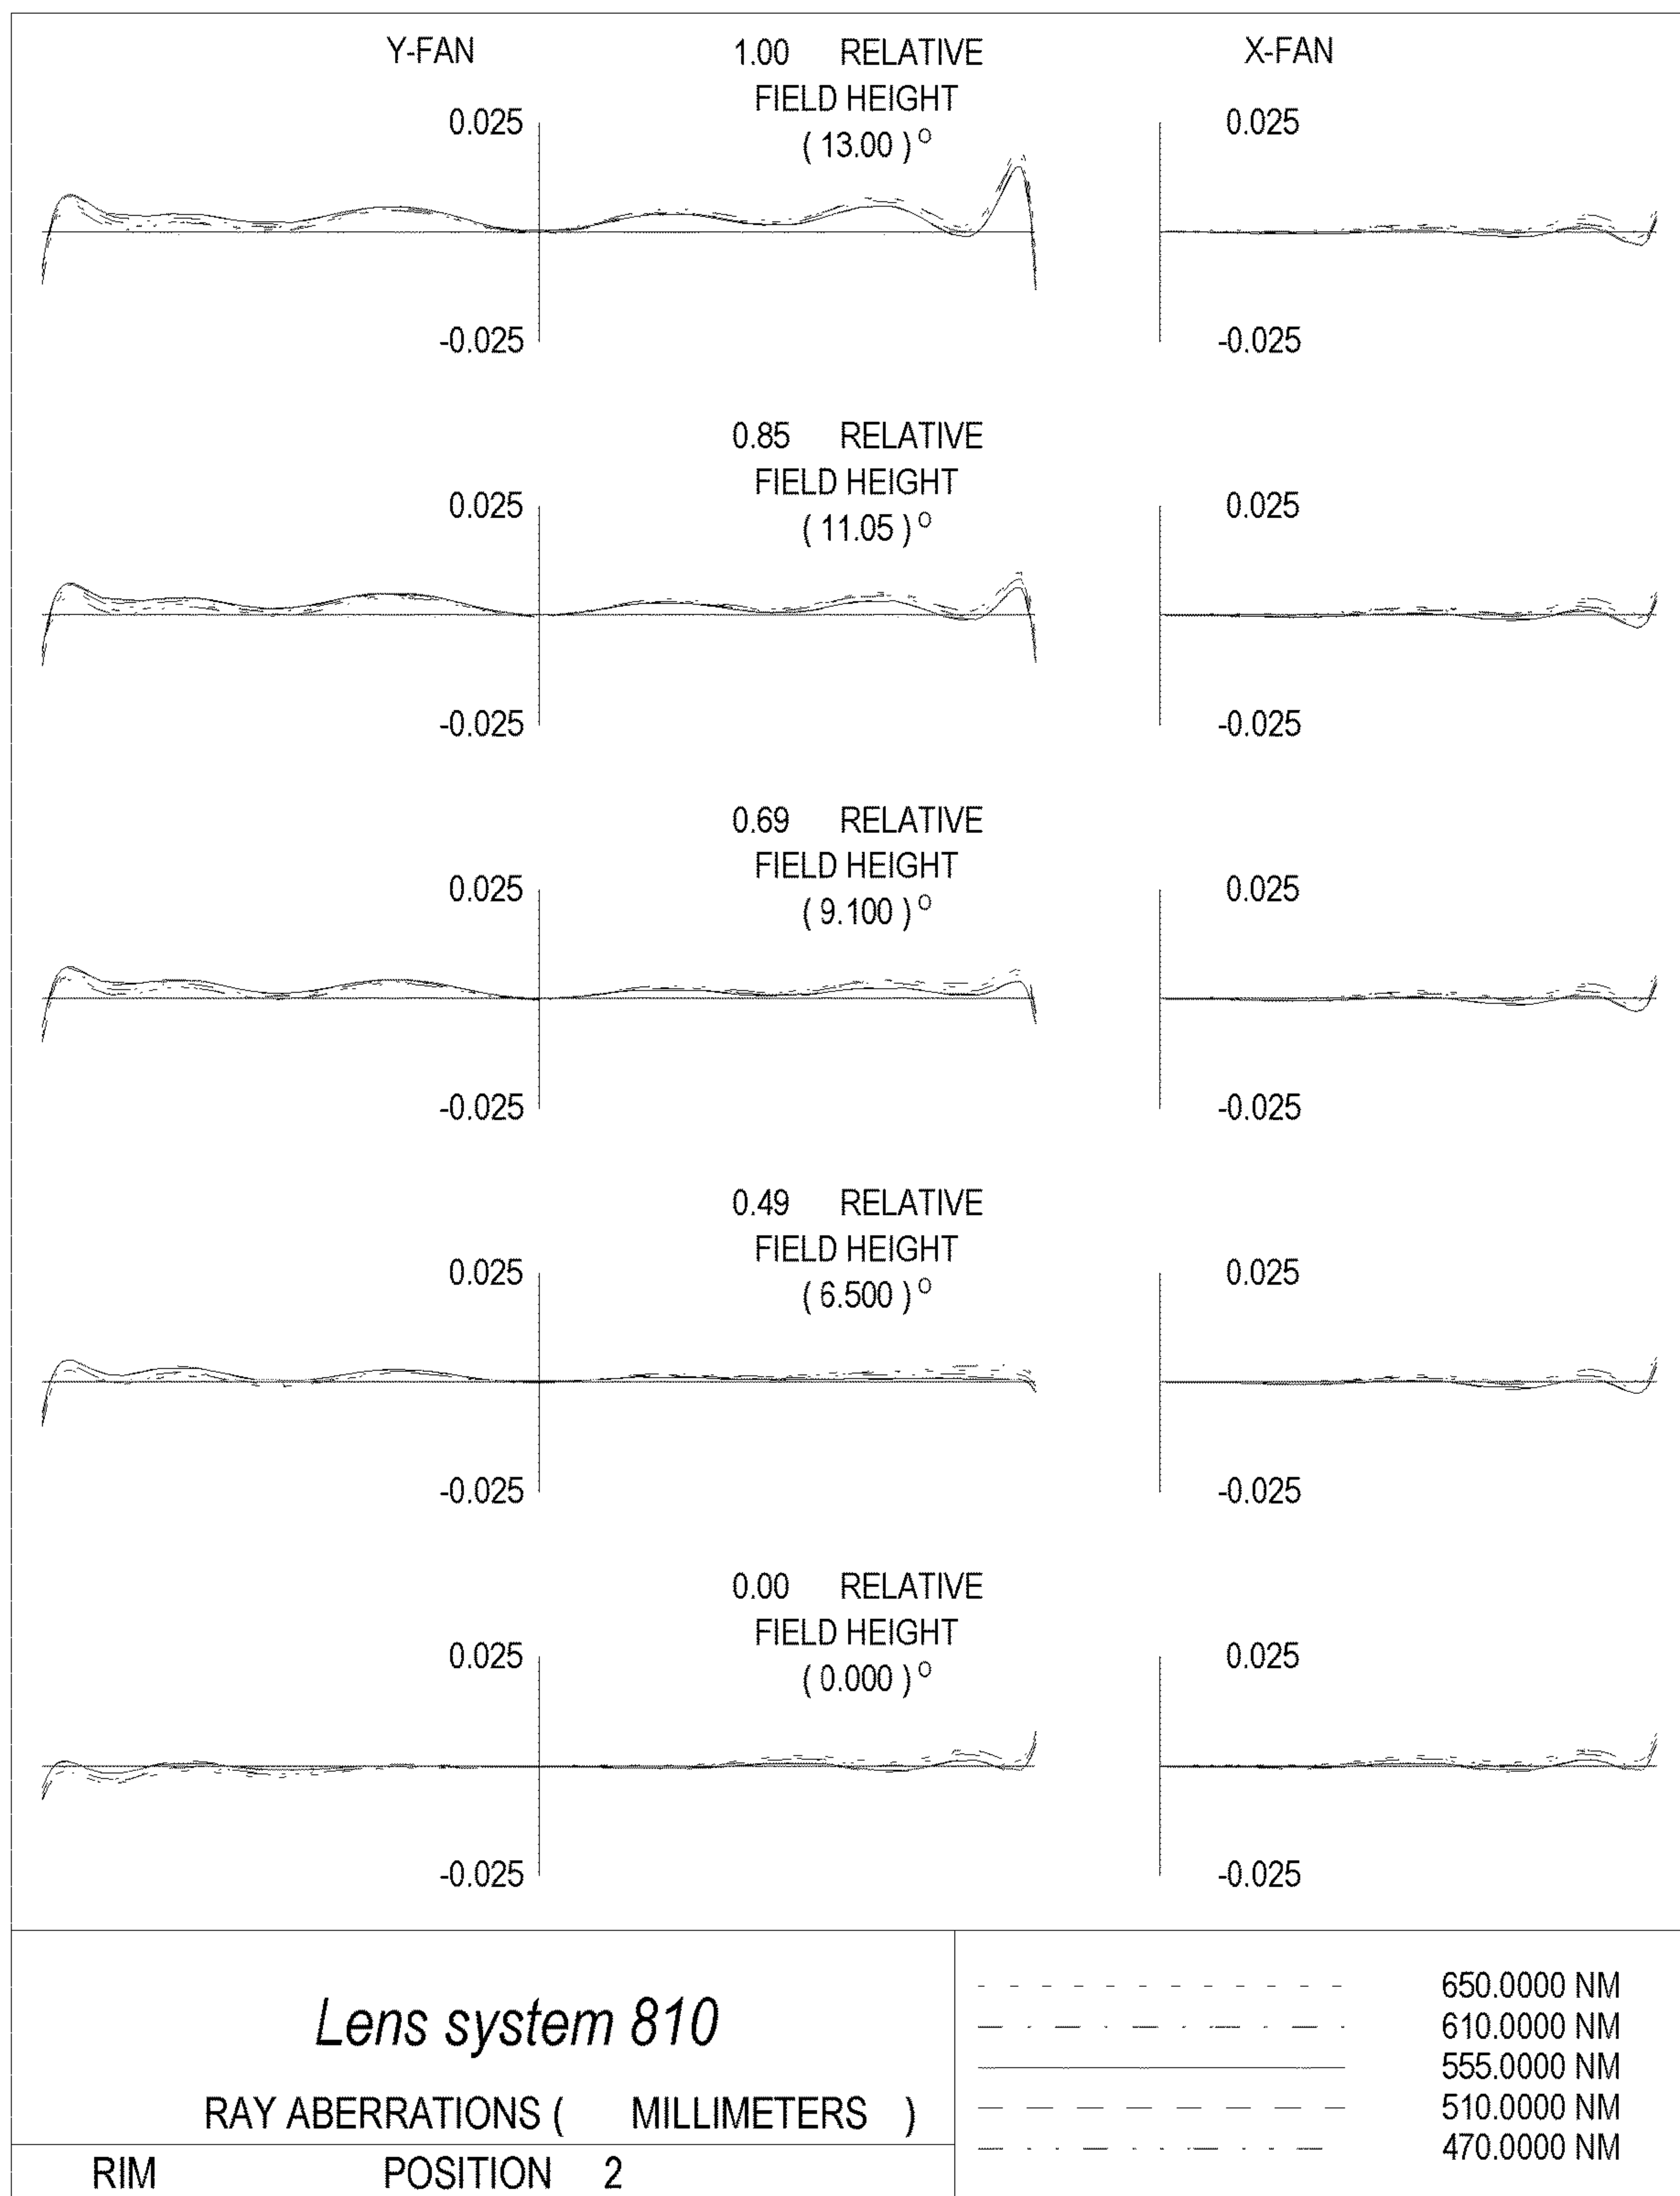 Y-FAN 1.00 RELATIVE X-FAN
FIELD HEIGHT
0.025 0.025
( 13.00 )º
-0.025 -0.025
0.85 RELATIVE
FIELD HEIGHT
0.025 0.025
( 11.05 )º
-0.025 -0.025
0.69 RELATIVE
FIELD HEIGHT
0.025 0.025
( 9.100 )º
-0.025 -0.025
0.49 RELATIVE
FIELD HEIGHT
0.025 0.025
( 6.500 )º
-0.025 -0.025
0.00 RELATIVE
FIELD HEIGHT
0.025 0.025
( 0.000 )º
-0.025 -0.025
Lens system 810
RAY ABERRATIONS ( MILLIMETERS )
RIM POSITION 2
650.0000 NM
610.0000 NM
555.0000 NM
510.0000 NM
470.0000 NM